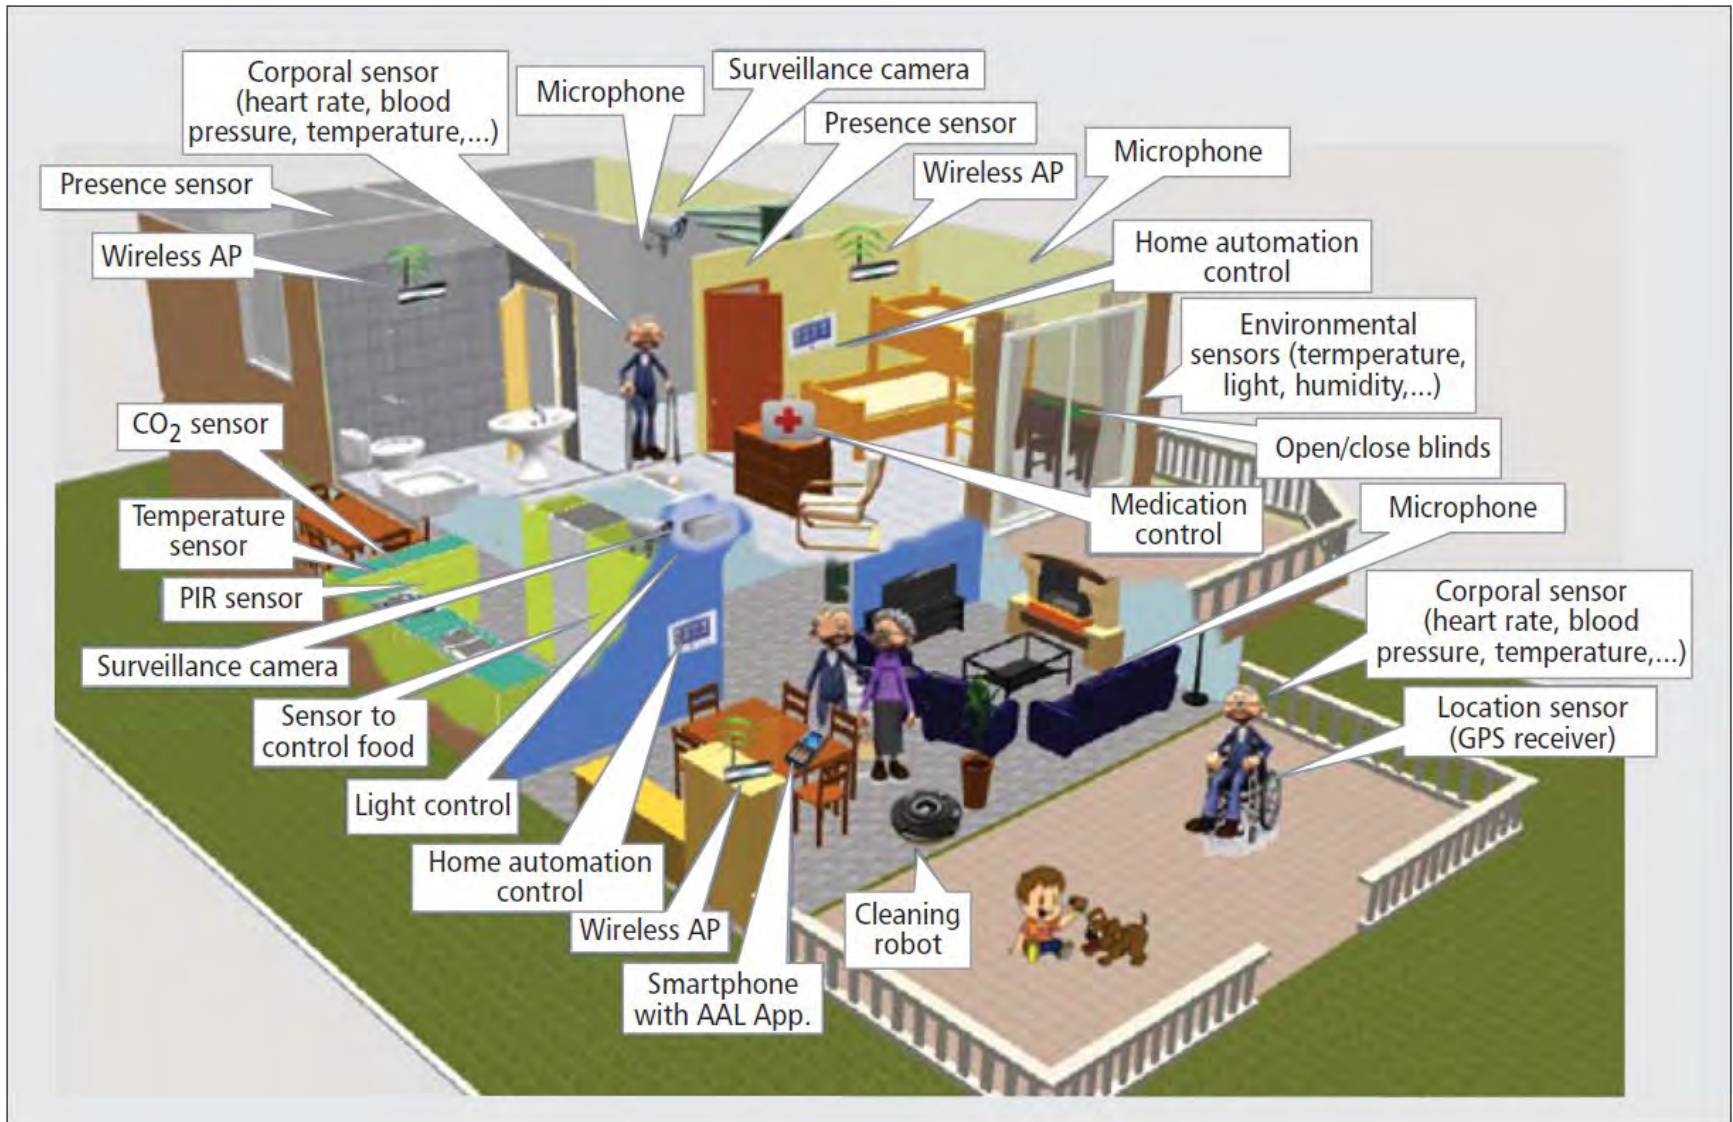 Corporal sensor
(heart rate, blood
pressure, temperature,...)
Microphone
Surveillance camera
Presence sensor
Wireless AP
Microphone
Presence sensor
Wireless AP
Home automation
control
Environmental
sensors (termperature,
light, humidity,...)
Open/close blinds
CO2 sensor
Medication
control
Microphone
Temperature
sensor
PIR sensor
Corporal sensor
(heart rate, blood
pressure, temperature,...)
Surveillance camera
Sensor to
control food
Location sensor
(GPS receiver)
Light control
Home automation
control
Wireless AP
Cleaning
robot
Smartphone
with AAL App.